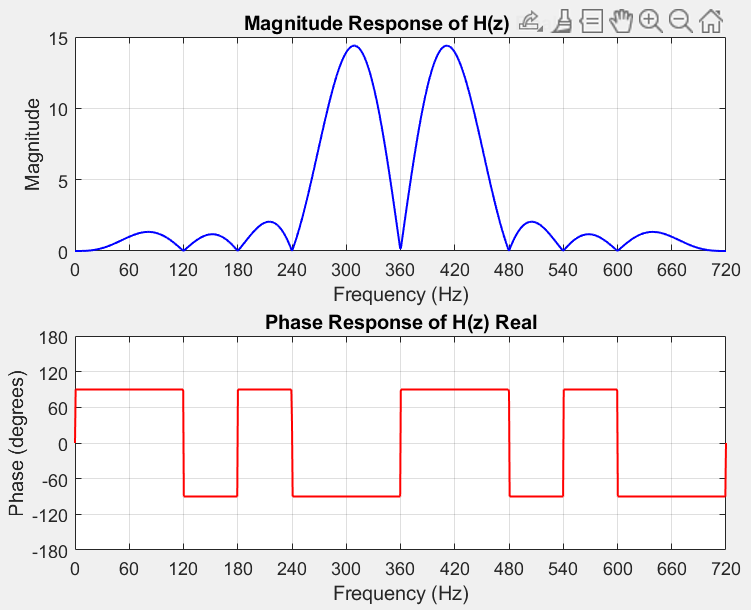 Magnitude Response of H(z)
15
10
5
0
Magnitude
0 60 120 180 240 300 360 420 480 540 600 660 720
Frequency (Hz)
Phase Response of H(z) Real
180
120
60
0
-60
-120
-180
Phase (degrees)
0 60 120 180 240 300 360 420 480 540 600 660 720
Frequency (Hz)